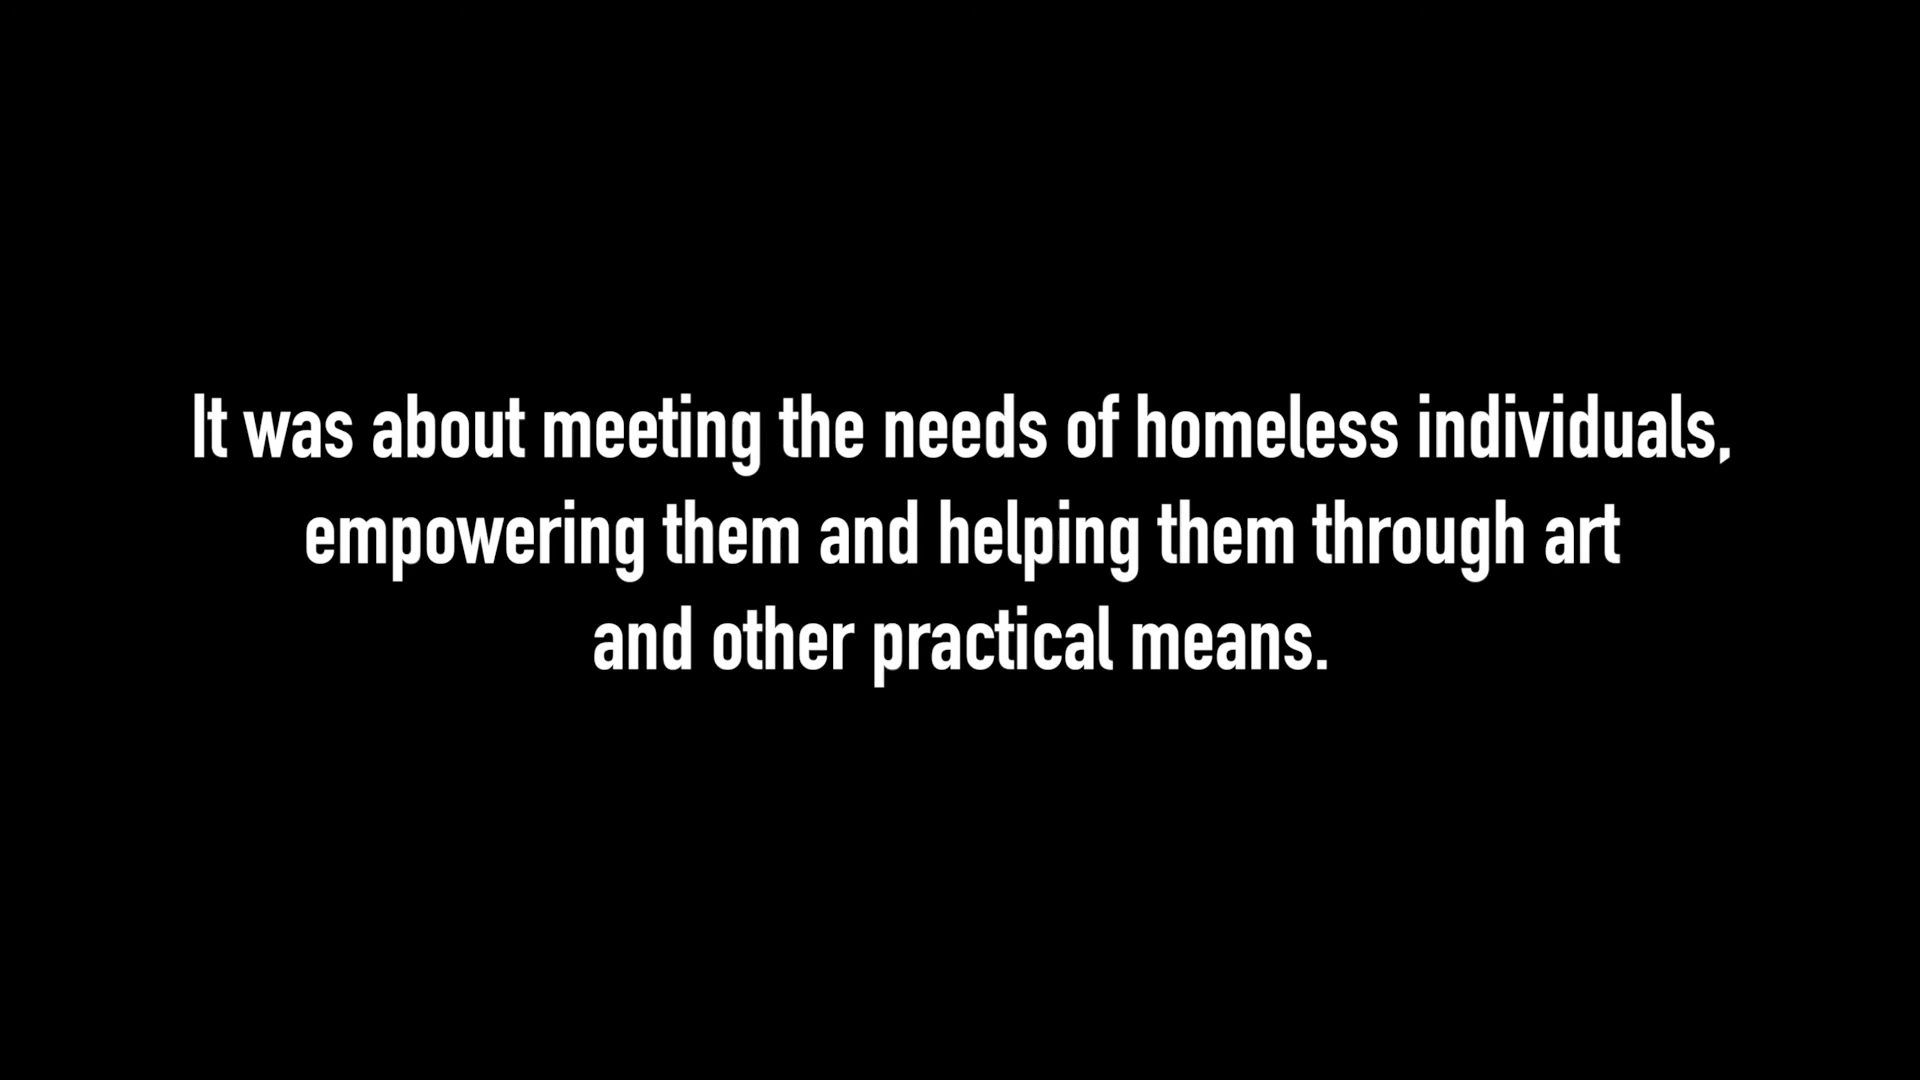 It was about meeting the needs of homeless individuals,
empowering them and helping them through art
and other practical means.